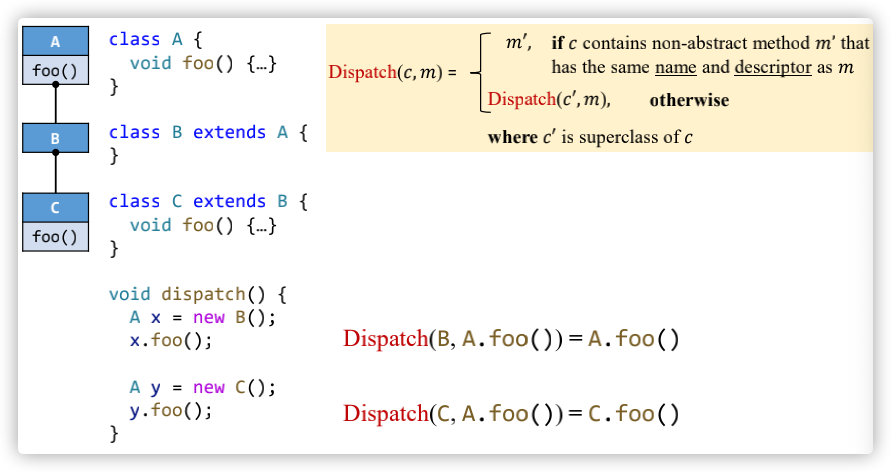 A
foo()
B
C
foo()
class A {
void foo() {…}
}
class B extends A {
}
class C extends B {
void foo() {…}
}
void dispatch() {
A x = new B();
x.foo();
A y = new C();
y.foo();
}
Dispatch(c, m) =
m′, if c contains non-abstract method m′ that
has the same name and descriptor as m
Dispatch(c′, m), otherwise
where c′ is superclass of c
Dispatch(B, A.foo()) = A.foo()
Dispatch(C, A.foo()) = C.foo()